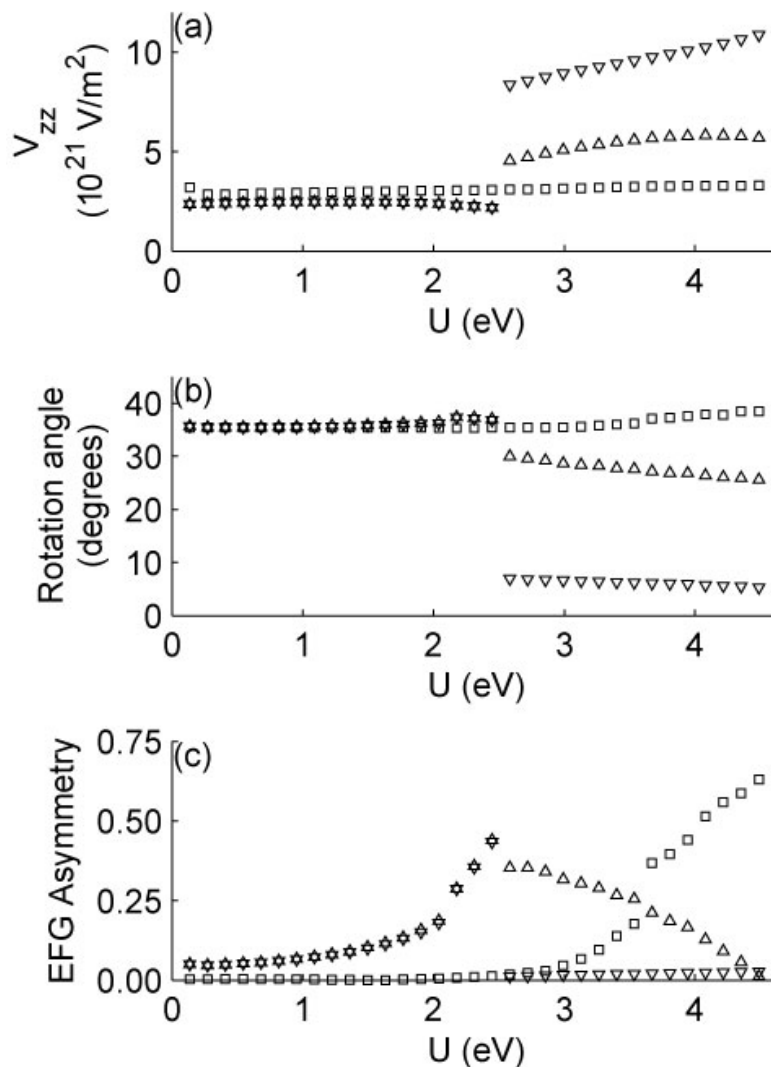 (a)
10
5
0
V_zz
(10^21 V/m^2)
0 1 2 3 4
U (eV)
(b)
40
30
20
10
0
Rotation angle
(degrees)
0 1 2 3 4
U (eV)
(c)
0.75
0.50
0.25
0.00
EFG Asymmetry
0 1 2 3 4
U (eV)